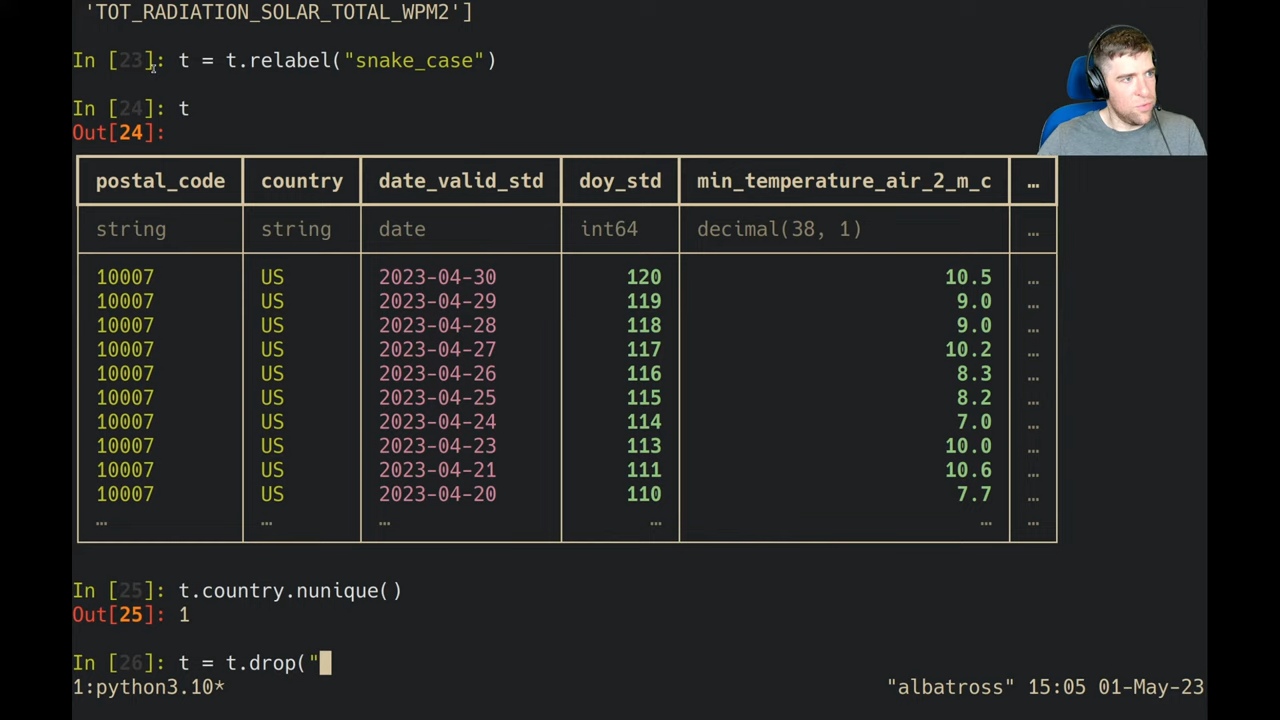 'TOT_RADIATION_SOLAR_TOTAL_WPM2']
In [23]: t = t.relabel("snake_case")
In [24]: t
Out[24]:
postal_code country date_valid_std doy_std min_temperature_air_2_m_c …
string string date int64 decimal(38, 1) …
10007 US 2023-04-30 120 10.5 …
10007 US 2023-04-29 119 9.0 …
10007 US 2023-04-28 118 9.0 …
10007 US 2023-04-27 117 10.2 …
10007 US 2023-04-26 116 8.3 …
10007 US 2023-04-25 115 8.2 …
10007 US 2023-04-24 114 7.0 …
10007 US 2023-04-23 113 10.0 …
10007 US 2023-04-21 111 10.6 …
10007 US 2023-04-20 110 7.7 …
… … … … … …
In [25]: t.country.nunique()
Out[25]: 1
In [26]: t = t.drop("
1:python3.10* "albatross" 15:05 01-May-23